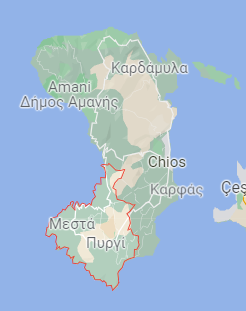 Καρδάμυλα
Amani
Δήμος Αμανής
Chios
Καρφάς
Çeş
Μεστά
Πυργί